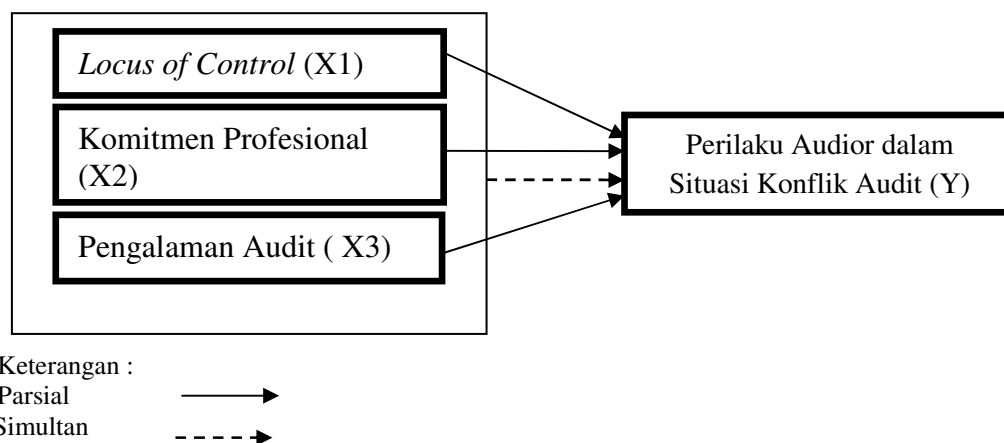 Locus of Control (X1)
Komitmen Profesional
(X2)
Pengalaman Audit ( X3)
Perilaku Audior dalam
Situasi Konflik Audit (Y)
Keterangan :
Parsial
Simultan